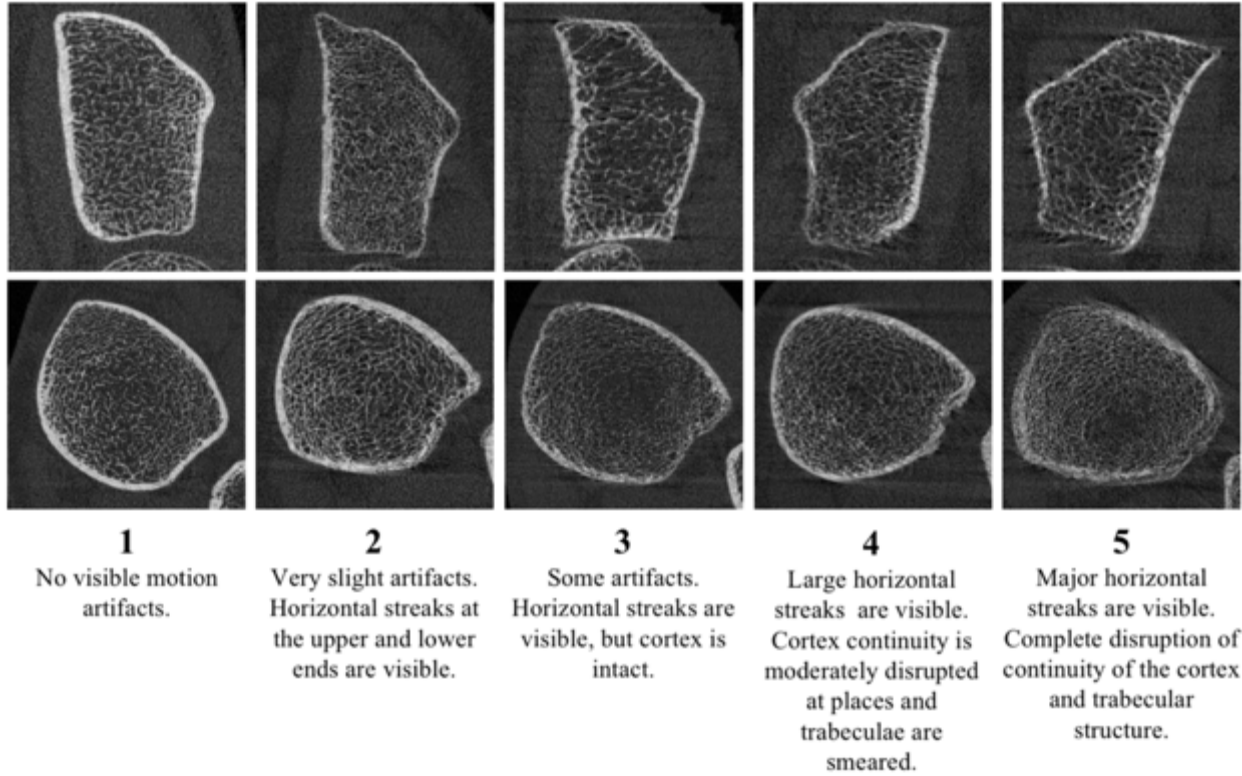 1
No visible motion
artifacts.
2
Very slight artifacts.
Horizontal streaks at
the upper and lower
ends are visible.
3
Some artifacts.
Horizontal streaks are
visible, but cortex is
intact.
4
Large horizontal
streaks are visible.
Cortex continuity is
moderately disrupted
at places and
trabeculae are
smeared.
5
Major horizontal
streaks are visible.
Complete disruption of
continuity of the cortex
and trabecular
structure.